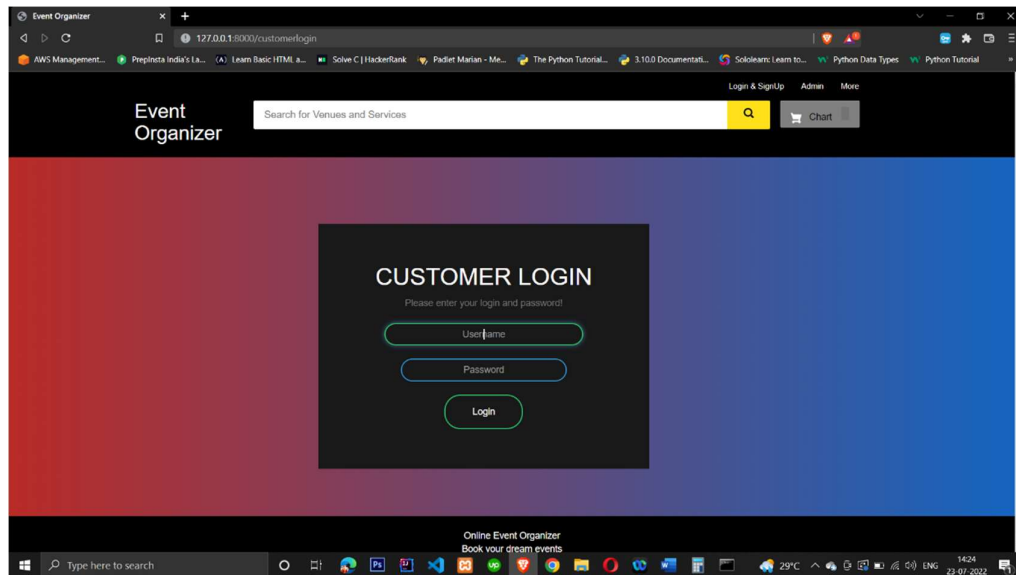 Event Organizer
127.0.0.1:8000/customerlogin
AWS Management... PrepInsta India's La... (A) Learn Basic HTML a... Solve C | HackerRank Padlet Marian - Me... The Python Tutorial... 3.10.0 Documentati... Sololearn: Learn to... Python Data Types Python Tutorial »
Login & SignUp Admin More
Event
Organizer
Search for Venues and Services
Chart
CUSTOMER LOGIN
Please enter your login and password!
Username
Password
Login
Online Event Organizer
Book your dream events
Type here to search
29°C ENG 14:24
23-07-2022